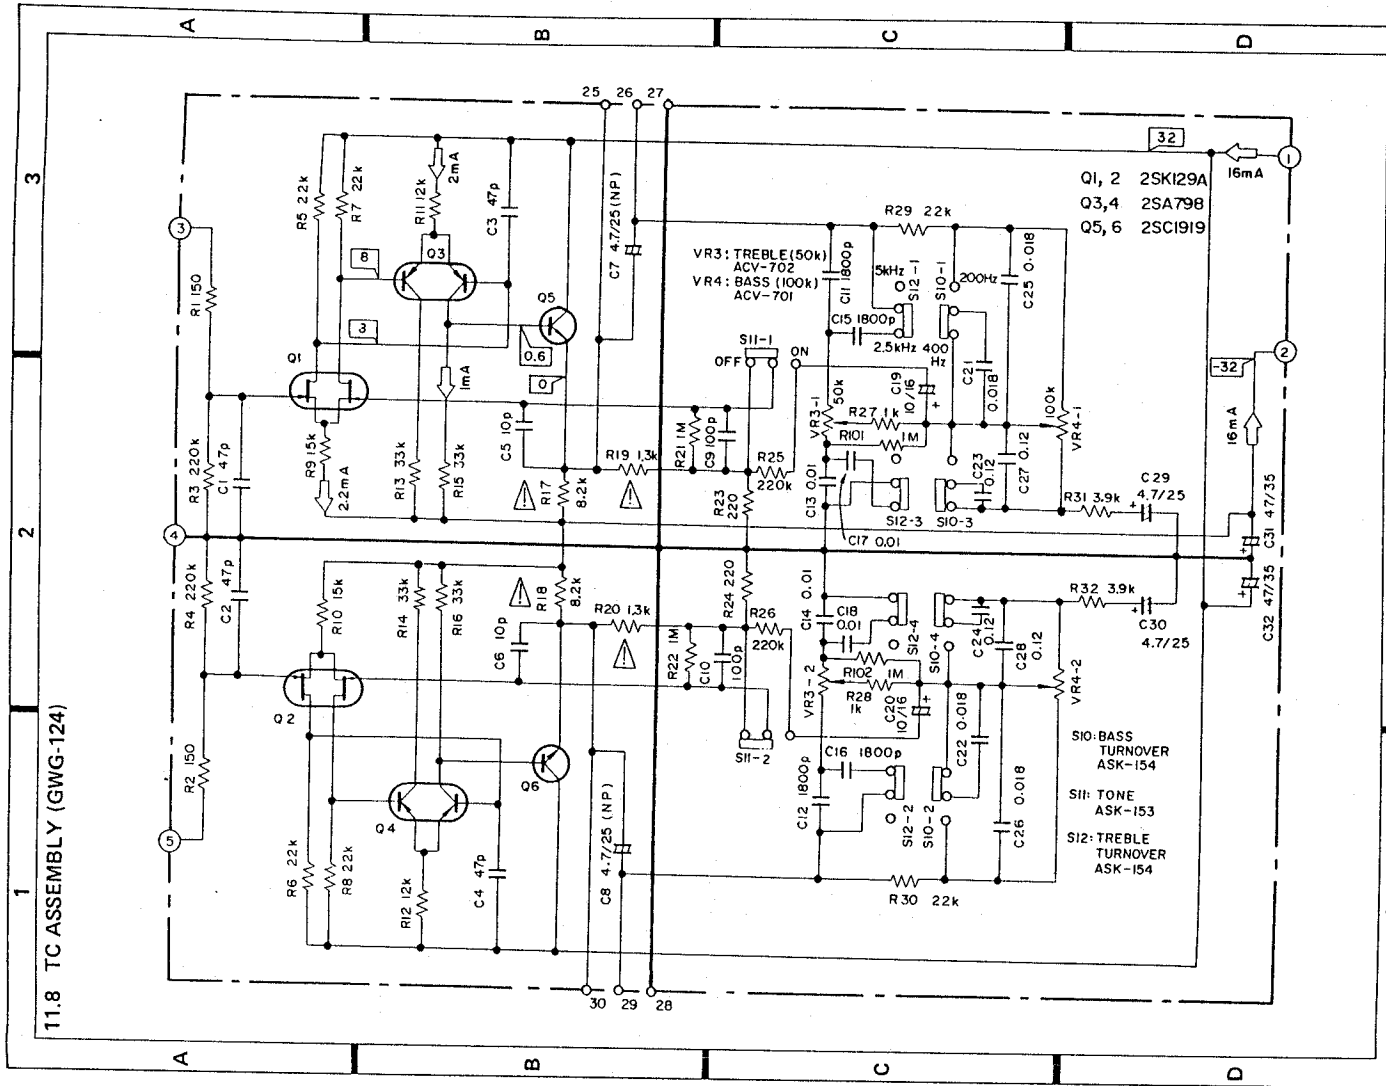 11.8 TC ASSEMBLY (GWG-124)
A
B
C
D
3
2
1
A
B
C
D
25
26
27
3
R1 150
R3 220k
C1 47p
4
R4 220k
C2 47p
R2 150
5
R5 22k
R7 22k
R11 12k
2mA
C3 47p
8
3
Q3
Q1
0.6
0
Q5
1mA
R9 15k
2.2mA
R13 33k
R15 33k
C5 10p
R17
8.2k
R19 1.3k
C7 4.7/25 (NP)
R10 15k
R14 33k
R16 33k
C6 10p
R18
8.2k
R20 1.3k
Q2
Q4
Q6
R6 22k
R8 22k
R12 12k
C4 47p
C8 4.7/25 (NP)
30
29
28
VR3: TREBLE(50k)
ACV-702
VR4: BASS (100k)
ACV-701
S11-1
OFF
ON
R21 1M
C9 100p
R23
220
R25
220k
R24 220
R26
220k
R22 1M
C10
100p
S11-2
C11 1800p
C15 1800p
R29 22k
5kHz
S12-1
2.5kHz
S10-1
200Hz
400
Hz
C25 0.018
C21
0.018
C19
10/16
+
VR3-1
50k
R27 1k
R101
1M
C13 0.01
C17 0.01
S12-3
S10-3
C23
0.12
C27 0.12
100k
VR4-1
R31 3.9k
C29
4.7/25
+
C14 0.01
C18
0.01
S12-4
S10-4
C24
0.12
C28
0.12
R32 3.9k
C30
4.7/25
+
VR3-2
R102
1M
R28
1k
C20
10/16
+
C22 0.018
VR4-2
C16 1800p
C12 1800p
S12-2
S10-2
C26 0.018
R30 22k
32
16mA
1
Q1, 2 2SK129A
Q3,4 2SA798
Q5, 6 2SC1919
2
-32
16mA
C31 47/35
+
C32 47/35
+
S10: BASS
TURNOVER
ASK-154
S11: TONE
ASK-153
S12: TREBLE
TURNOVER
ASK-154